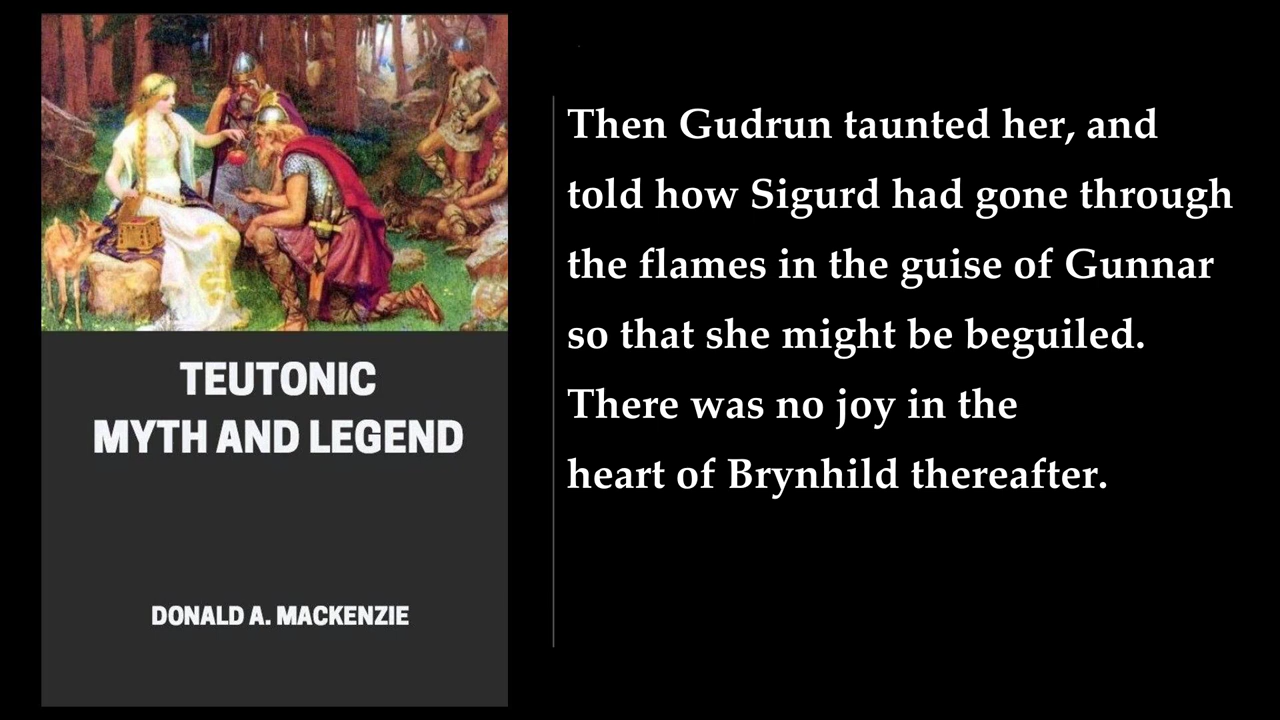 TEUTONIC
MYTH AND LEGEND
DONALD A. MACKENZIE
Then Gudrun taunted her, and
told how Sigurd had gone through
the flames in the guise of Gunnar
so that she might be beguiled.
There was no joy in the
heart of Brynhild thereafter.